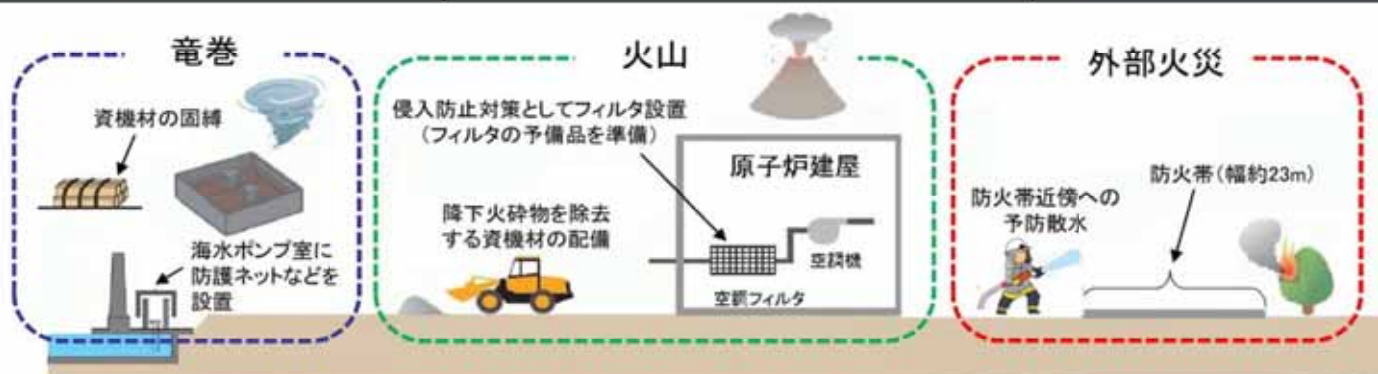 竜巻
資機材の固縛
海水ポンプ室に
防護ネットなどを
設置
火山
侵入防止対策としてフィルタ設置
(フィルタの予備品を準備)
原子炉建屋
降下火砕物を除去
する資機材の配備
空調機
空調フィルタ
外部火災
防火帯(幅約23m)
防火帯近傍への
予防散水